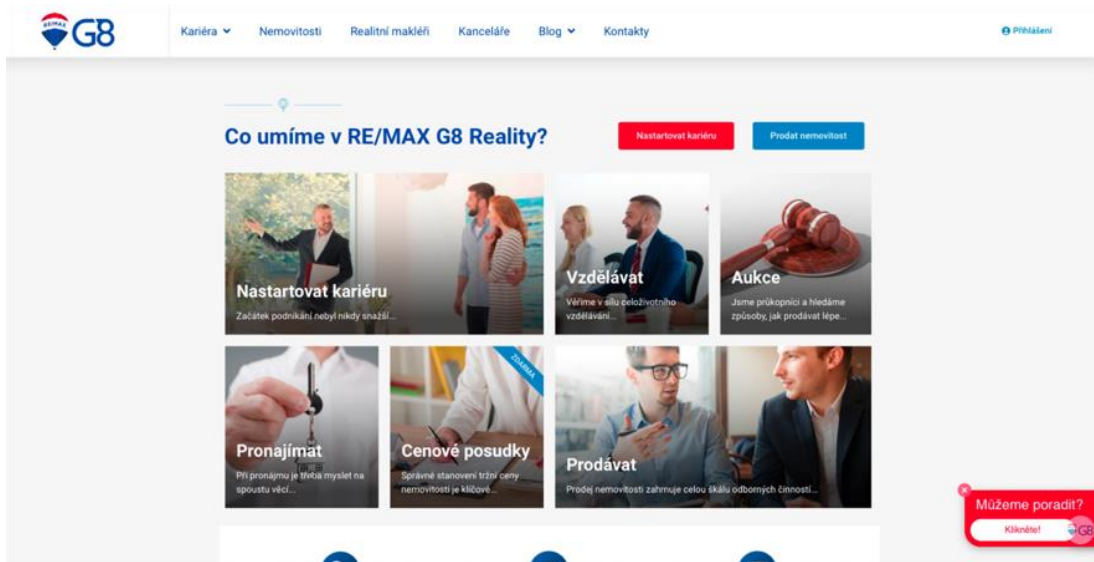 RE/MAX
G8
Kariéra
Nemovitosti
Realitní makléři
Kanceláře
Blog
Kontakty
Přihlášení
Co umíme v RE/MAX G8 Reality?
Nastartovat kariéru
Prodat nemovitost
Nastartovat kariéru
Začátek podnikání nebyl nikdy snažší...
Vzdělávat
Věříme v sílu celoživotního
vzdělávání...
Aukce
Jsme průkopníci a hledáme
způsoby, jak prodávat lépe...
Pronajímat
Při pronájmu je třeba myslet na
spoustu věcí...
ZDARMA
Cenové posudky
Správné stanovení tržní ceny
nemovitosti je klíčové...
Prodávat
Prodej nemovitostí zahrnuje celou škálu odborných činností...
Můžeme poradit?
Klikněte!
G8